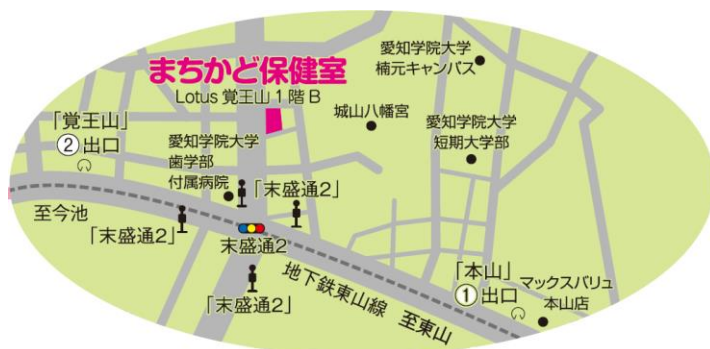 愛知学院大学
楠元キャンパス
まちかど保健室
Lotus 覚王山 1 階 B
城山八幡宮
愛知学院大学
短期大学部
「覚王山」
②出口
愛知学院大学
歯学部
付属病院
「末盛通2」
「末盛通2」
至今池
「末盛通2」
末盛通2
「末盛通2」
地下鉄東山線 至東山
「本山」
①出口
マックスバリュ
本山店